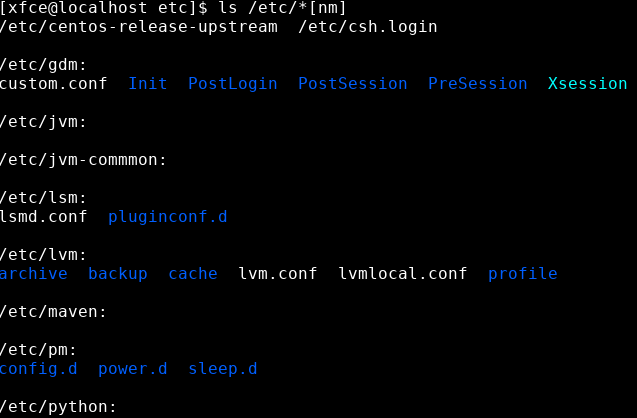 [xfce@localhost etc]$ ls /etc/*[nm]
/etc/centos-release-upstream  /etc/csh.login
/etc/gdm:
custom.conf  Init  PostLogin  PostSession  PreSession  Xsession
/etc/jvm:
/etc/jvm-commmon:
/etc/lsm:
lsmd.conf  pluginconf.d
/etc/lvm:
archive  backup  cache  lvm.conf  lvmlocal.conf  profile
/etc/maven:
/etc/pm:
config.d  power.d  sleep.d
/etc/python: